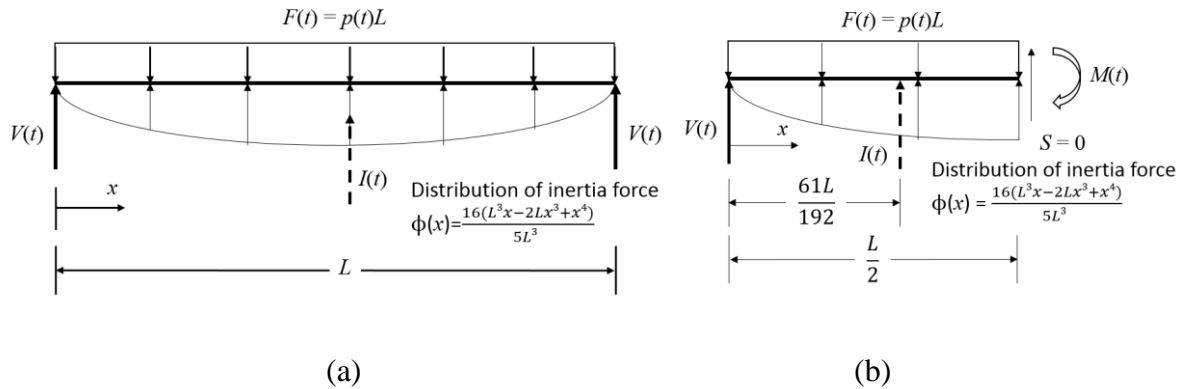 F(t) = p(t)L
V(t)
V(t)
I(t)
x
Distribution of inertia force
ϕ(x)=16(L³x−2Lx³+x⁴)/5L³
L
(a)
F(t) = p(t)L
M(t)
V(t)
x
S = 0
I(t)
Distribution of inertia force
ϕ(x) = 16(L³x−2Lx³+x⁴)/5L³
61L/192
L/2
(b)